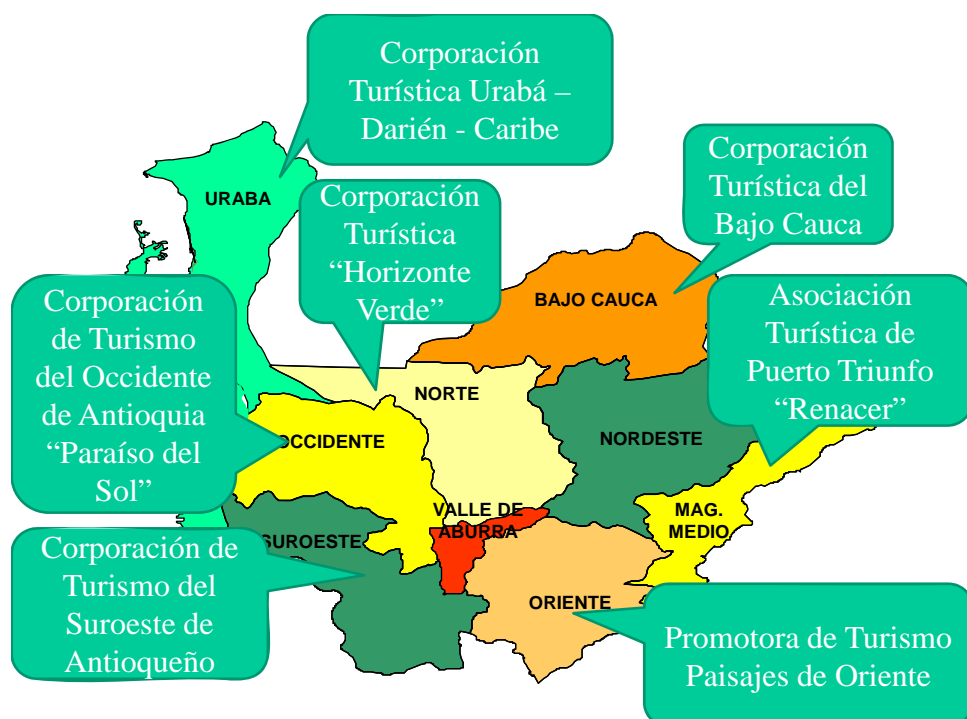 Corporación
Turística Urabá –
Darién - Caribe
Corporación
Turística del
Bajo Cauca
URABA
Corporación
Turística
“Horizonte
Verde”
BAJO CAUCA
Asociación
Turística de
Puerto Triunfo
“Renacer”
Corporación
de Turismo
del Occidente
de Antioquia
“Paraíso del
Sol”
NORTE
OCCIDENTE
NORDESTE
VALLE DE
ABURRA
MAG.
MEDIO
SUROESTE
Corporación de
Turismo del
Suroeste de
Antioqueño
ORIENTE
Promotora de Turismo
Paisajes de Oriente